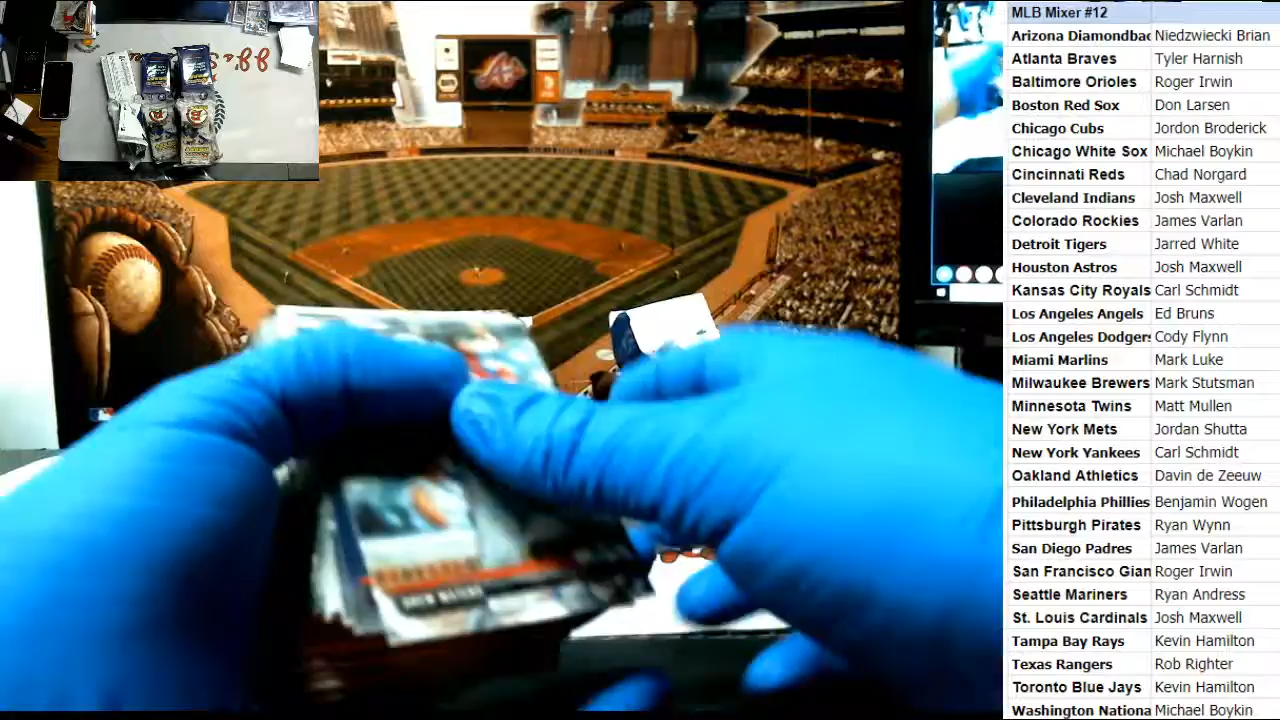 MLB Mixer #12
Arizona Diamondbac Niedzwiecki Brian
Atlanta Braves Tyler Harnish
Baltimore Orioles Roger Irwin
Boston Red Sox Don Larsen
Chicago Cubs Jordon Broderick
Chicago White Sox Michael Boykin
Cincinnati Reds Chad Norgard
Cleveland Indians Josh Maxwell
Colorado Rockies James Varlan
Detroit Tigers Jarred White
Houston Astros Josh Maxwell
Kansas City Royals Carl Schmidt
Los Angeles Angels Ed Bruns
Los Angeles Dodgers Cody Flynn
Miami Marlins Mark Luke
Milwaukee Brewers Mark Stutsman
Minnesota Twins Matt Mullen
New York Mets Jordan Shutta
New York Yankees Carl Schmidt
Oakland Athletics Davin de Zeeuw
Philadelphia Phillies Benjamin Wogen
Pittsburgh Pirates Ryan Wynn
San Diego Padres James Varlan
San Francisco Gian Roger Irwin
Seattle Mariners Ryan Andress
St. Louis Cardinals Josh Maxwell
Tampa Bay Rays Kevin Hamilton
Texas Rangers Rob Righter
Toronto Blue Jays Kevin Hamilton
Washington Nationa Michael Boykin